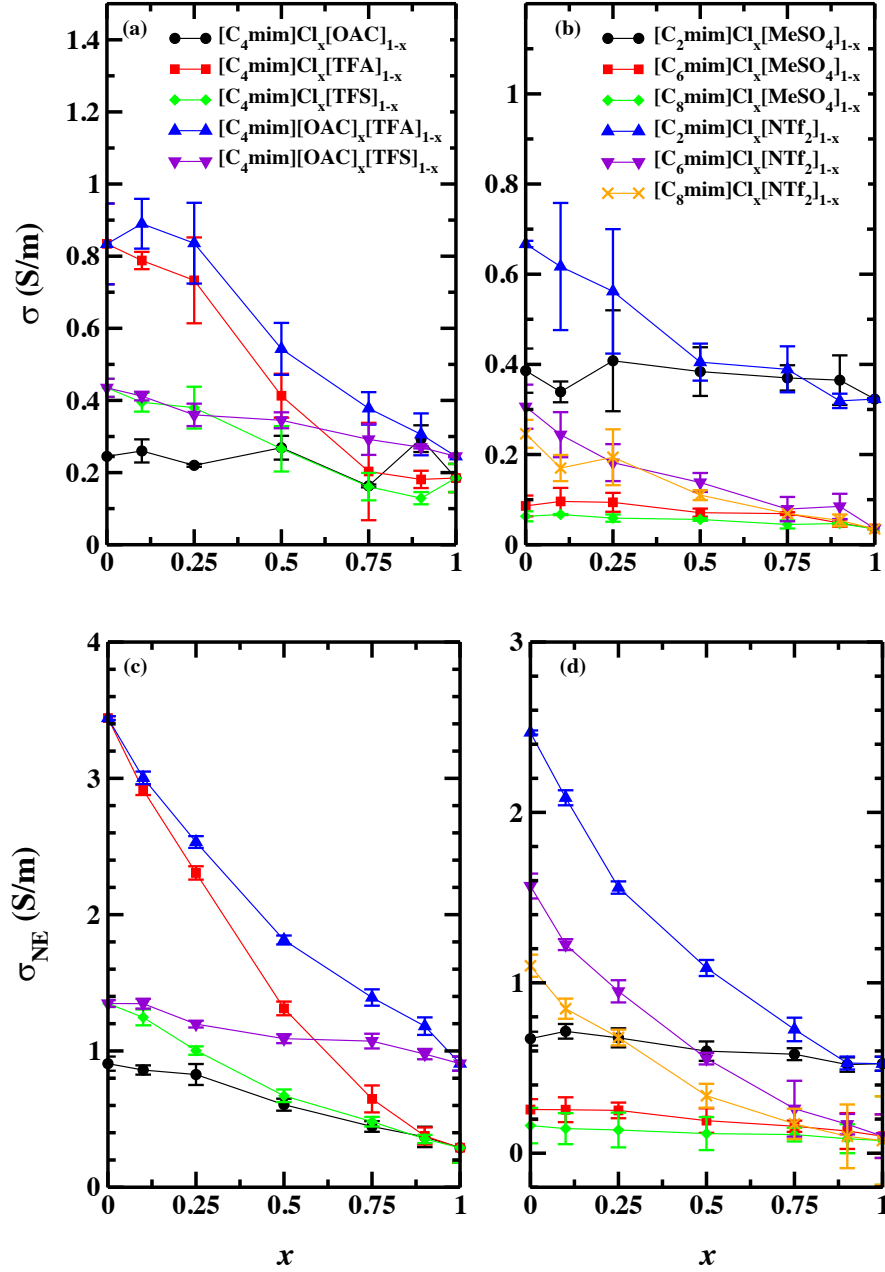 (a)
[C₄mim]Clₓ[OAC]₁₋ₓ
[C₄mim]Clₓ[TFA]₁₋ₓ
[C₄mim]Clₓ[TFS]₁₋ₓ
[C₄mim][OAC]ₓ[TFA]₁₋ₓ
[C₄mim][OAC]ₓ[TFS]₁₋ₓ
1.4
1.2
1
0.8
0.6
0.4
0.2
0
σ (S/m)
0 0.25 0.5 0.75 1
(b)
[C₂mim]Clₓ[MeSO₄]₁₋ₓ
[C₆mim]Clₓ[MeSO₄]₁₋ₓ
[C₈mim]Clₓ[MeSO₄]₁₋ₓ
[C₂mim]Clₓ[NTf₂]₁₋ₓ
[C₆mim]Clₓ[NTf₂]₁₋ₓ
[C₈mim]Clₓ[NTf₂]₁₋ₓ
1
0.8
0.6
0.4
0.2
0
0 0.25 0.5 0.75 1
(c)
4
3
2
1
0
σNE (S/m)
0 0.25 0.5 0.75 1
x
(d)
3
2
1
0
0 0.25 0.5 0.75 1
x